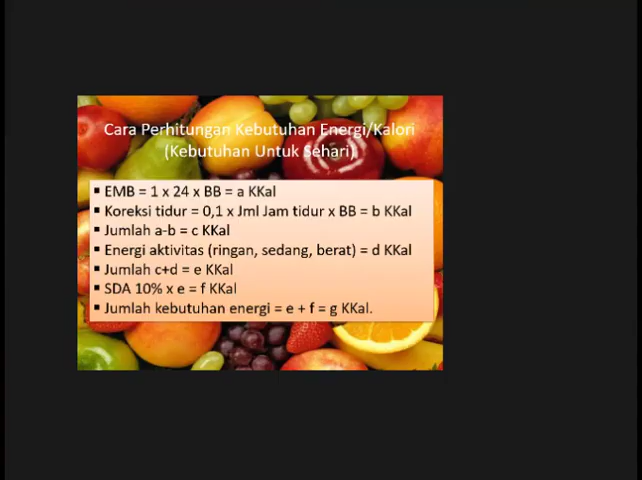 Cara Perhitungan Kebutuhan Energi/Kalori
(Kebutuhan Untuk Sehari)
▪ EMB = 1 x 24 x BB = a KKal
▪ Koreksi tidur = 0,1 x Jml Jam tidur x BB = b KKal
▪ Jumlah a-b = c KKal
▪ Energi aktivitas (ringan, sedang, berat) = d KKal
▪ Jumlah c+d = e KKal
▪ SDA 10% x e = f KKal
▪ Jumlah kebutuhan energi = e + f = g KKal.